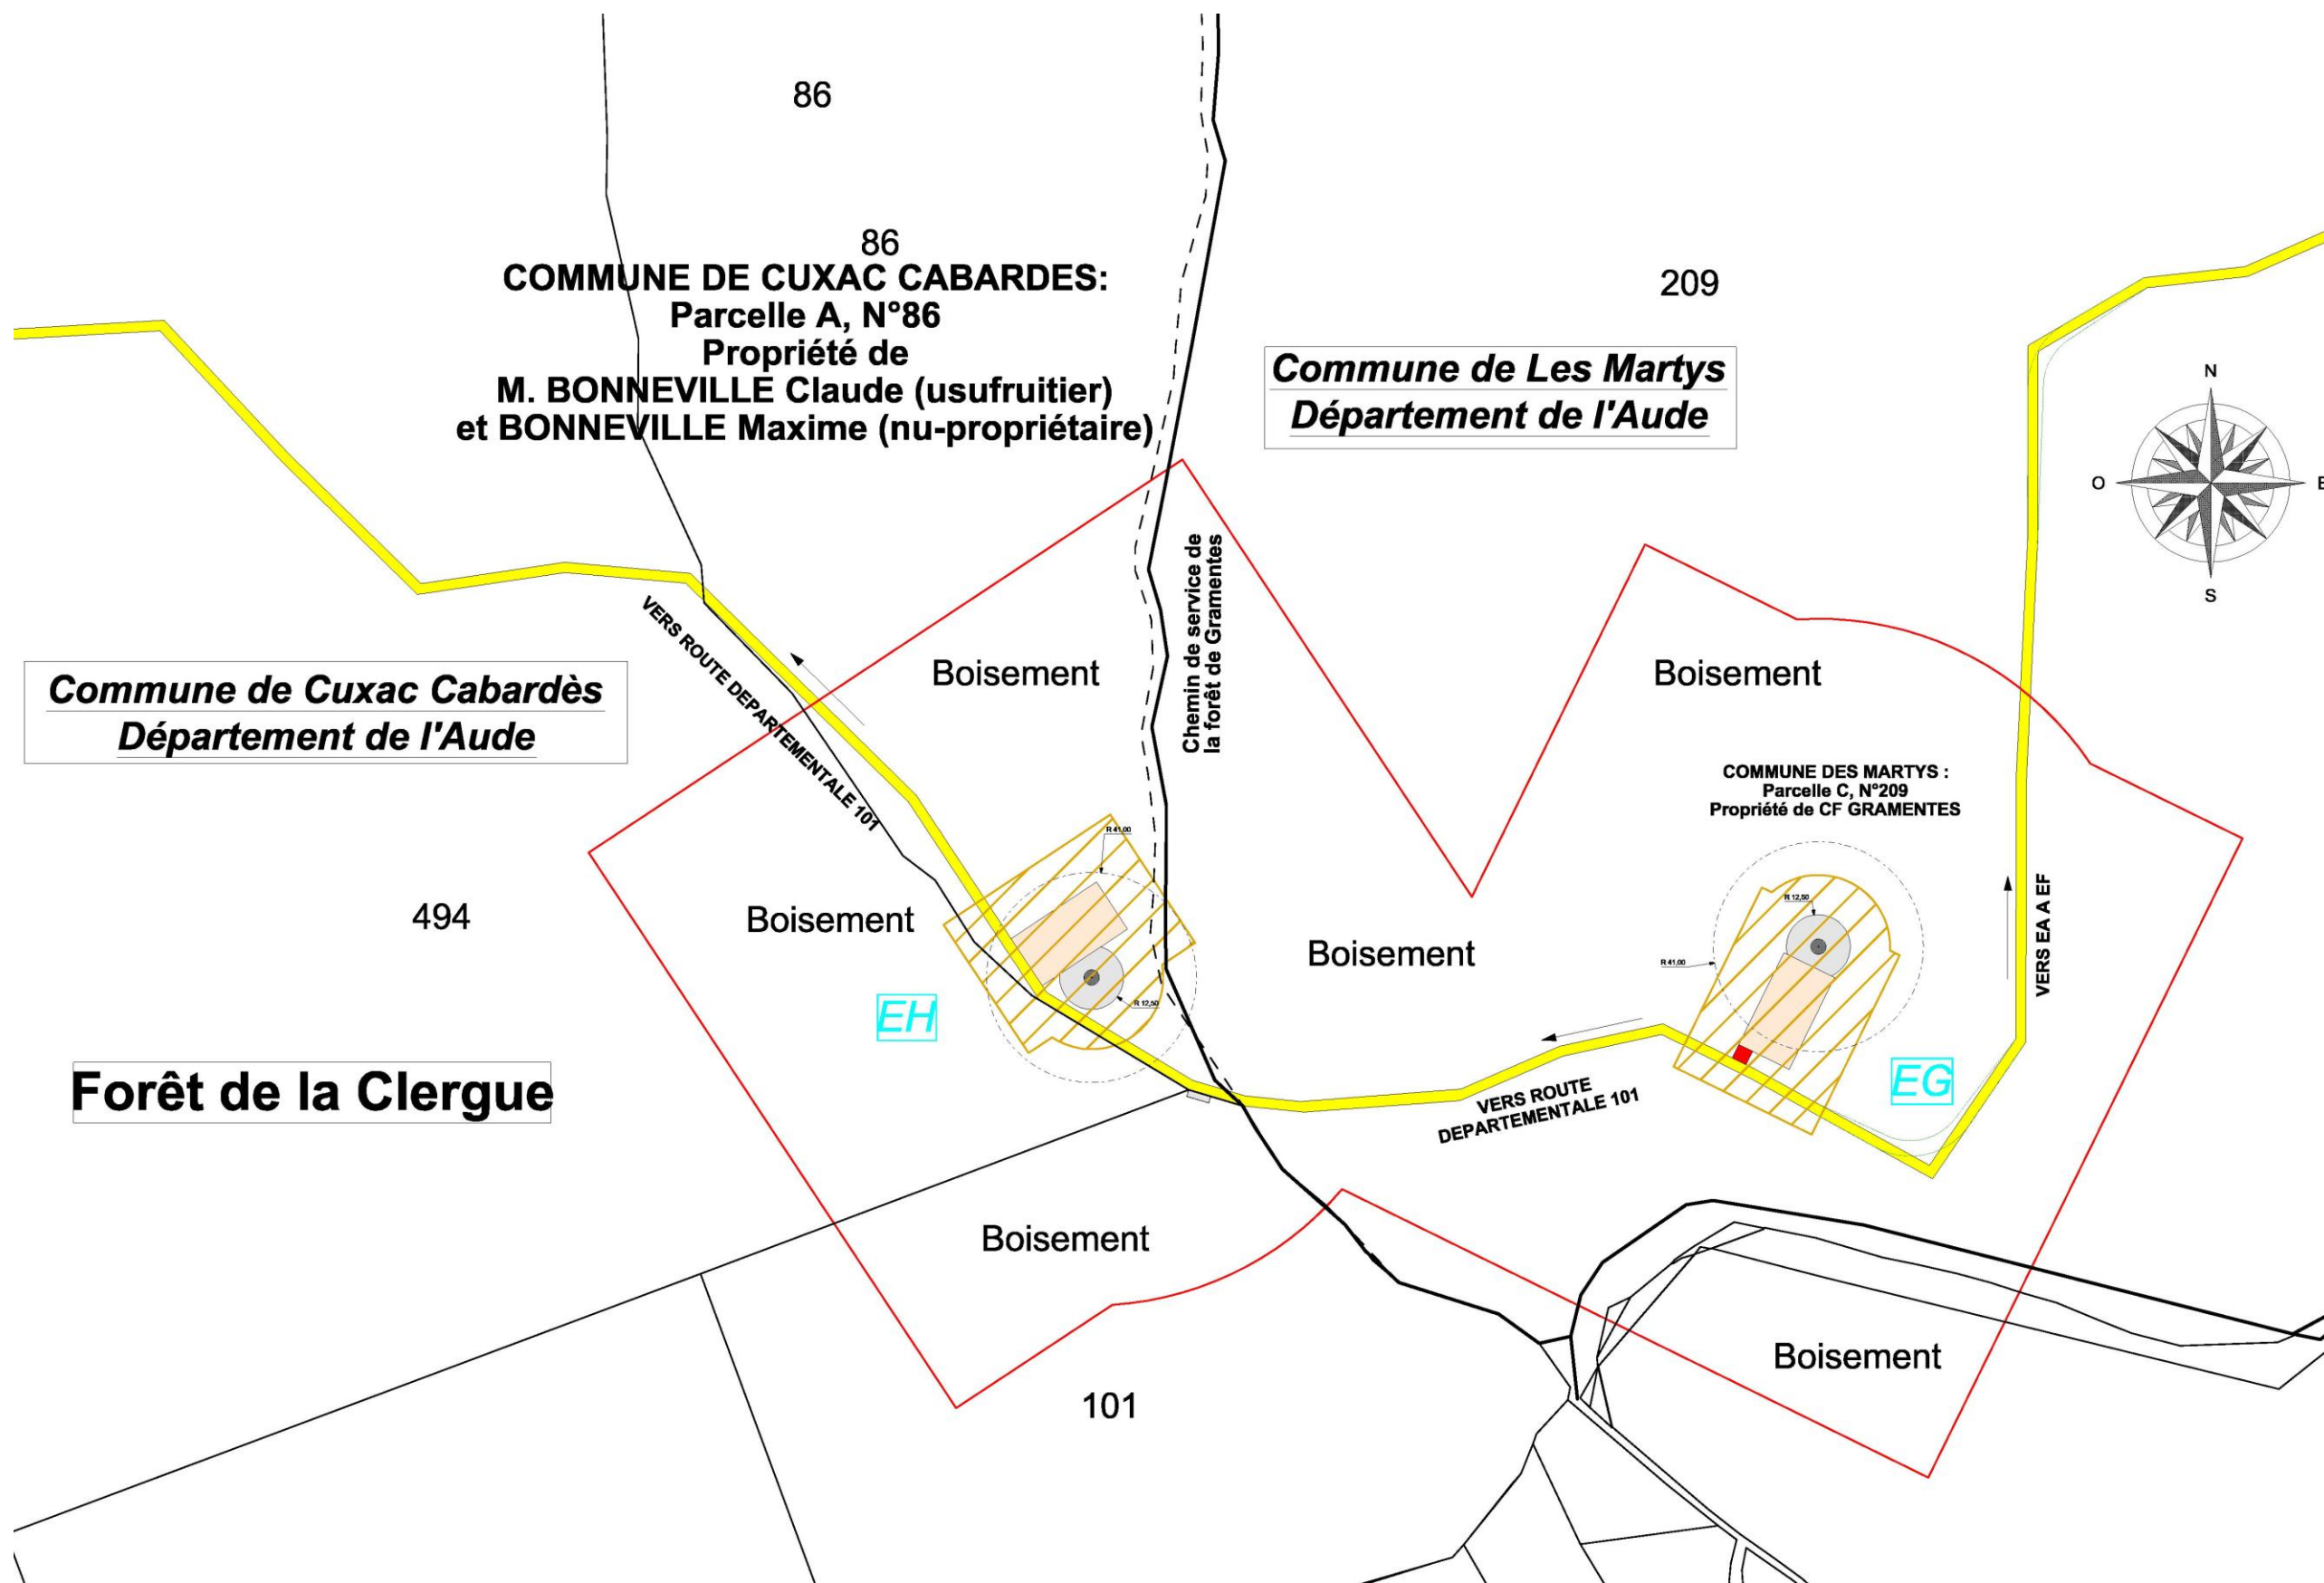 86
86
COMMUNE DE CUXAC CABARDES:
Parcelle A, N°86
Propriété de
M. BONNEVILLE Claude (usufruitier)
et BONNEVILLE Maxime (nu-propriétaire)
209
Commune de Les Martys
Département de l'Aude
N
O
E
S
Chemin de service de
la forêt de Gramentes
VERS ROUTE DEPARTEMENTALE 101
Commune de Cuxac Cabardès
Département de l'Aude
Boisement
Boisement
COMMUNE DES MARTYS :
Parcelle C, N°209
Propriété de CF GRAMENTES
R 41,00
R 12,50
494
Boisement
Boisement
R 41,00
R 12,50
VERS EA A EF
EH
EG
Forêt de la Clergue
VERS ROUTE
DEPARTEMENTALE 101
Boisement
Boisement
101